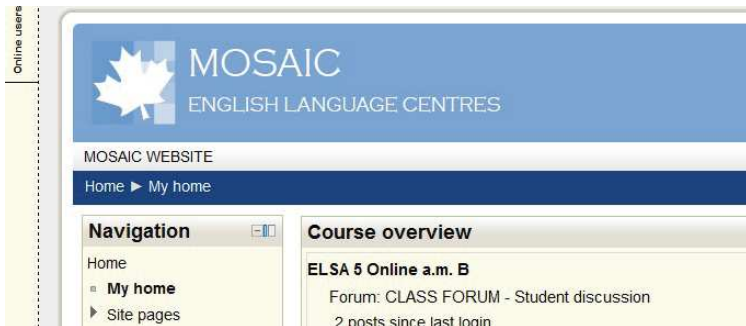 Online users
MOSAIC
ENGLISH LANGUAGE CENTRES
MOSAIC WEBSITE
Home ► My home
Navigation
Home
My home
Site pages
Course overview
ELSA 5 Online a.m. B
Forum: CLASS FORUM - Student discussion
2 posts since last login